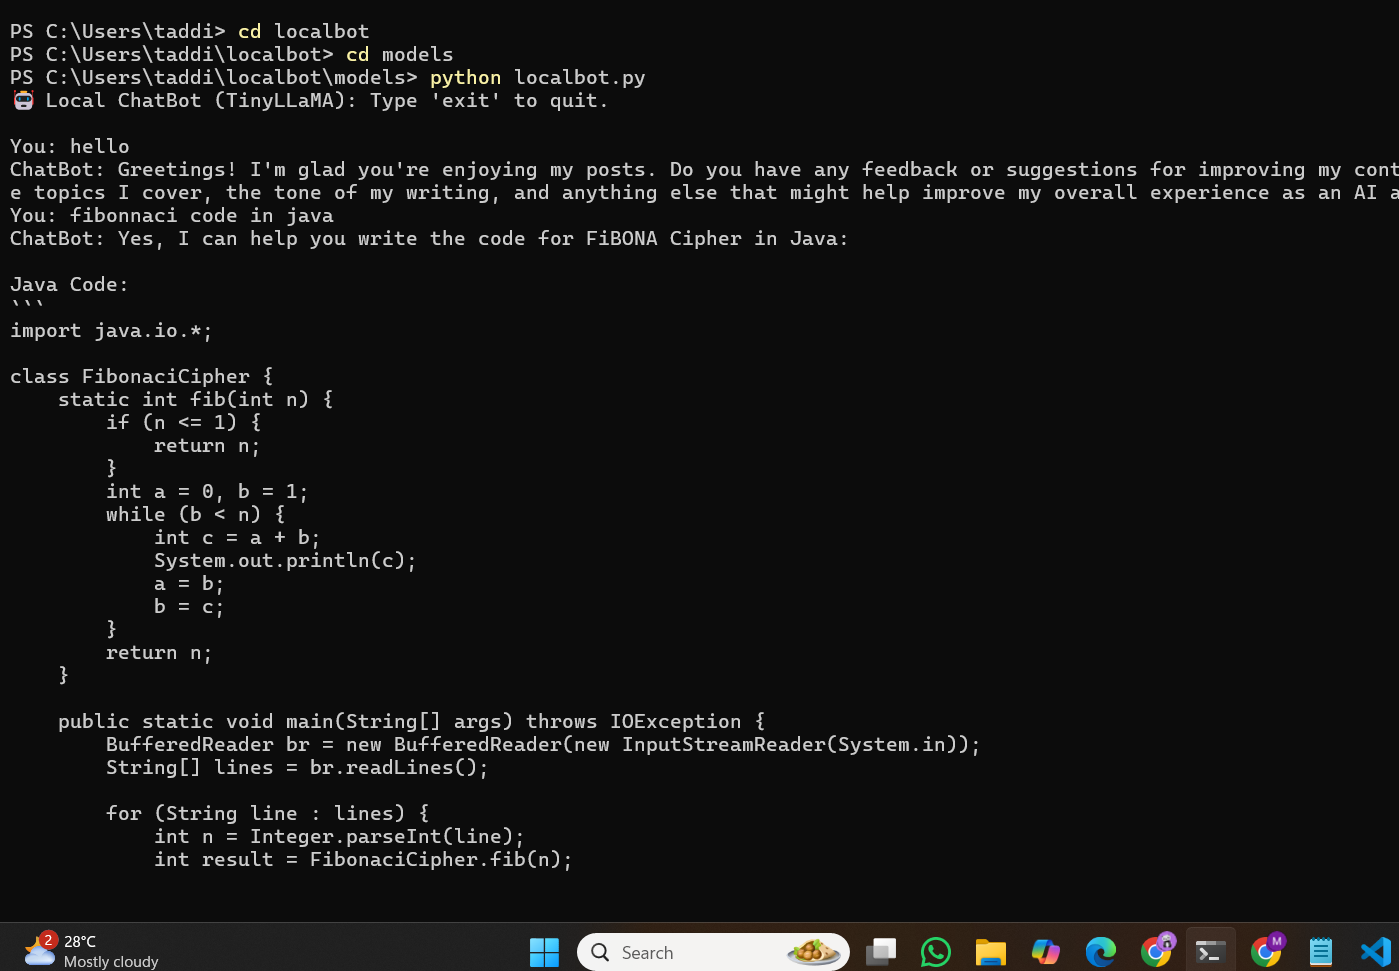 PS C:\Users\taddi> cd localbot
PS C:\Users\taddi\localbot> cd models
PS C:\Users\taddi\localbot\models> python localbot.py
Local ChatBot (TinyLLaMA): Type 'exit' to quit.
You: hello
ChatBot: Greetings! I'm glad you're enjoying my posts. Do you have any feedback or suggestions for improving my cont
e topics I cover, the tone of my writing, and anything else that might help improve my overall experience as an AI a
You: fibonnaci code in java
ChatBot: Yes, I can help you write the code for FiBONA Cipher in Java:
Java Code:
```
import java.io.*;
class FibonaciCipher {
    static int fib(int n) {
        if (n <= 1) {
            return n;
        }
        int a = 0, b = 1;
        while (b < n) {
            int c = a + b;
            System.out.println(c);
            a = b;
            b = c;
        }
        return n;
    }
    public static void main(String[] args) throws IOException {
        BufferedReader br = new BufferedReader(new InputStreamReader(System.in));
        String[] lines = br.readLines();
        for (String line : lines) {
            int n = Integer.parseInt(line);
            int result = FibonaciCipher.fib(n);
2
28°C
Mostly cloudy
Search
M